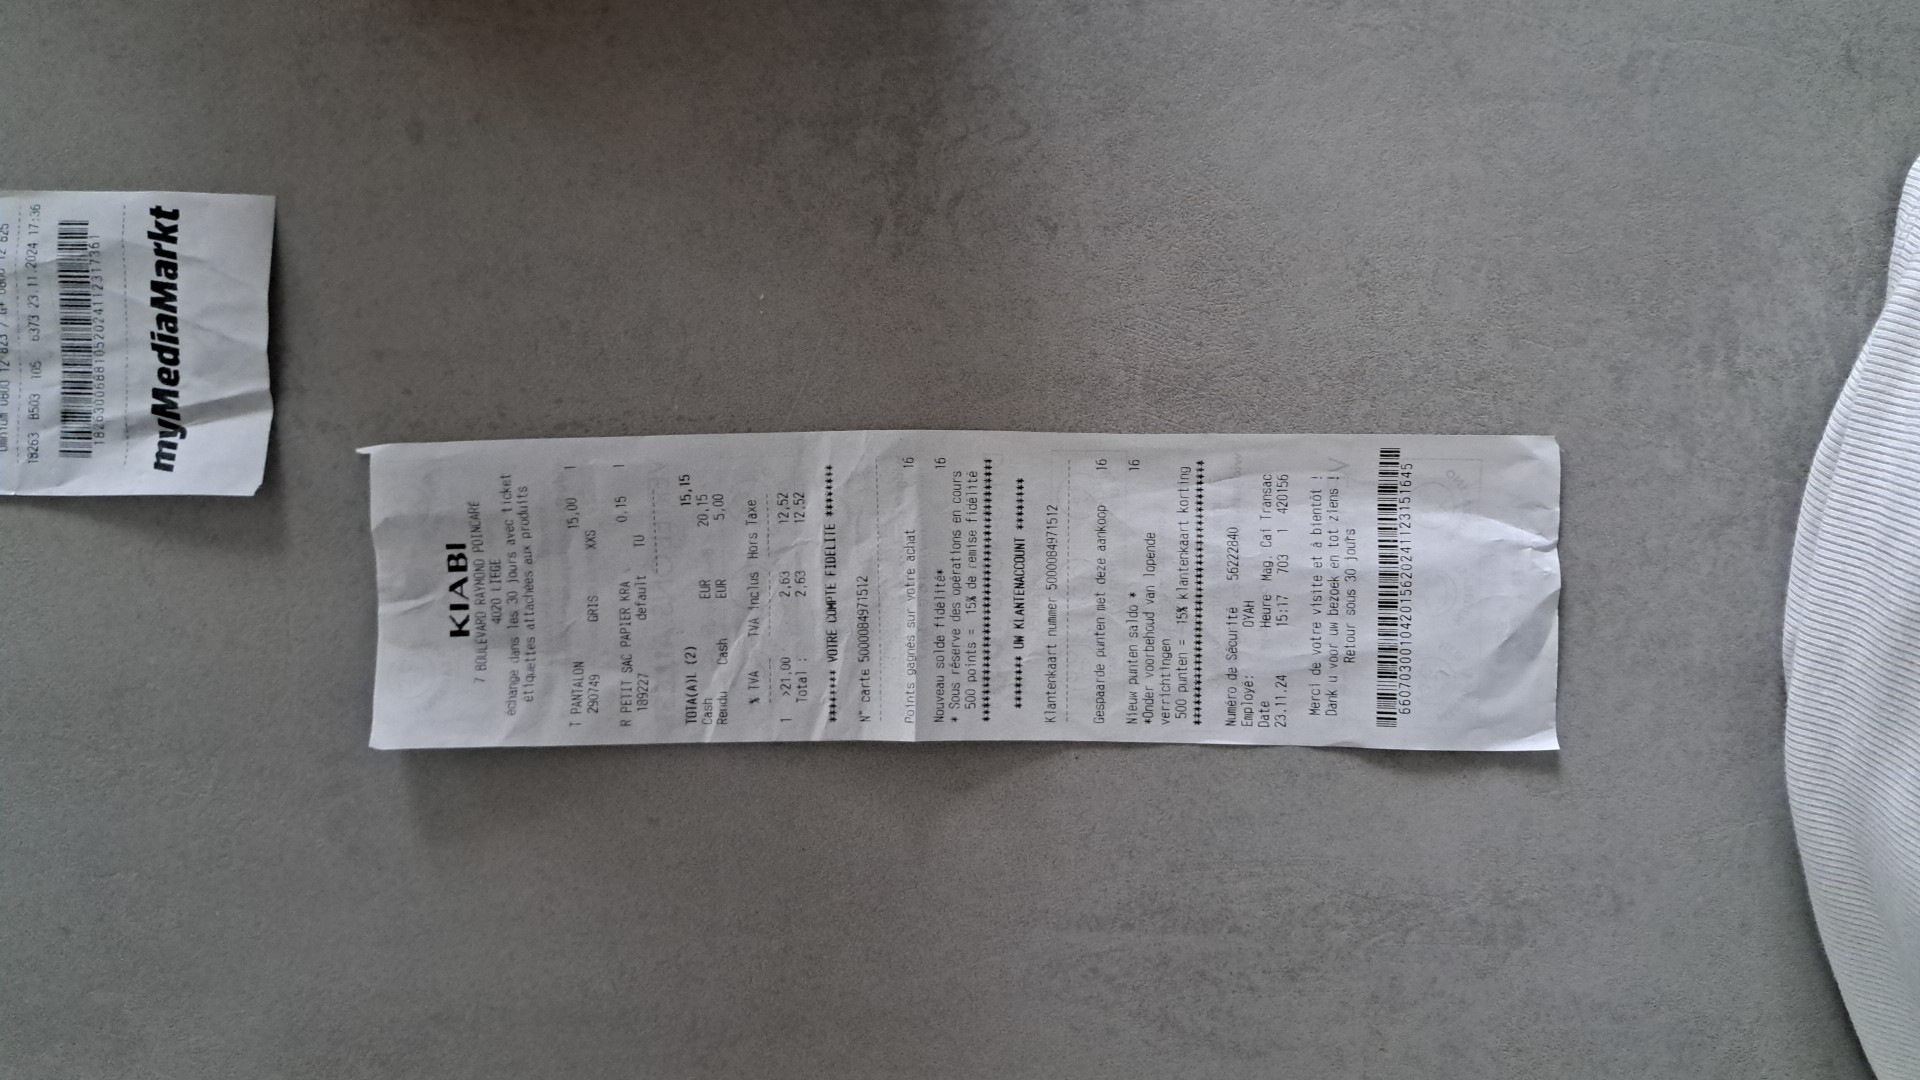 18263 B503 105 6373 23.11.2024 17:36
myMediaMarkt
KIABI
7 BOULEVARD RAYMOND POINCARE
4020 LIEGE
échange dans les 30 jours avec ticket
étiquettes attachées aux produits
T PANTALON 15,00 1
290749 GRIS XXS
R PETIT SAC PAPIER KRA 0,15 1
189227 default TU
TOTA(A)L (2) 15,15
Cash EUR 20,15
Rendu Cash EUR 5,00
% TVA TVA Inclus Hors Taxe
1 >21,00 2,63 12,52
Total : 2,63 12,52
******* VOTRE COMPTE FIDELITE *******
N° carte 5000084971512
Points gagnés sur votre achat 16
Nouveau solde fidélité* 16
* Sous réserve des opérations en cours
500 points = 15% de remise fidélité
******** UW KLANTENACCOUNT *******
Klantenkaart nummer 5000084971512
Gespaarde punten met deze aankoop 16
Nieuw punten saldo * 16
*Onder voorbehoud van lopende
verrichtingen
500 punten = 15% klantenkaart korting
Numéro de Sécurité 56222840
Employé: OYAH
Date Heure Mag. Cai Transac
23.11.24 15:17 703 1 420156
Merci de votre visite et à bientôt !
Dank u voor uw bezoek en tot ziens !
Retour sous 30 jours
660703001042015620241123151645